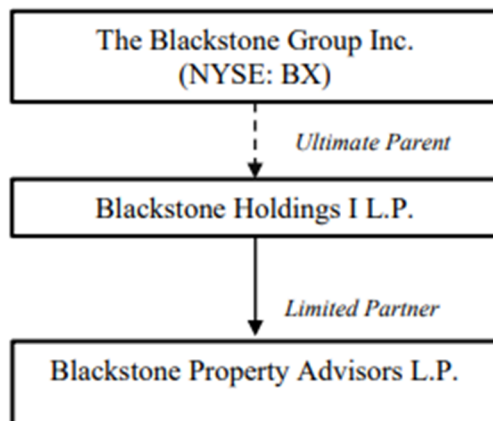 The Blackstone Group Inc.
(NYSE: BX)
Ultimate Parent
Blackstone Holdings I L.P.
Limited Partner
Blackstone Property Advisors L.P.